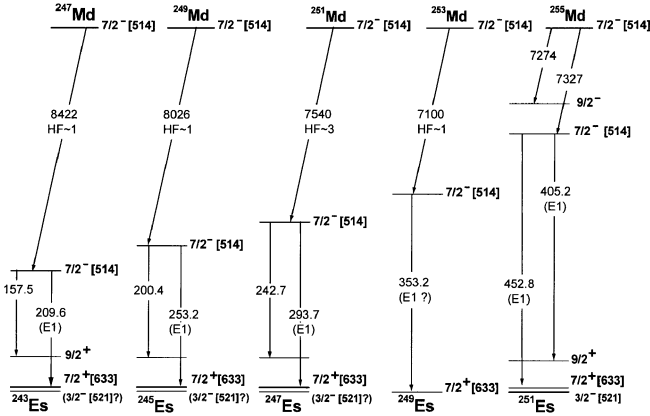 ²⁴⁷Md
7/2⁻[514]
8422
HF~1
7/2⁻[514]
157.5
209.6
(E1)
9/2⁺
7/2⁺[633]
(3/2⁻[521]?)
²⁴³Es
²⁴⁹Md
7/2⁻[514]
8026
HF~1
7/2⁻[514]
200.4
253.2
(E1)
7/2⁺[633]
(3/2⁻[521]?)
²⁴⁵Es
²⁵¹Md
7/2⁻[514]
7540
HF~3
7/2⁻[514]
242.7
293.7
(E1)
7/2⁺[633]
(3/2⁻[521]?)
²⁴⁷Es
²⁵³Md
7/2⁻[514]
7100
HF~1
7/2⁻[514]
353.2
(E1 ?)
7/2⁺[633]
²⁴⁹Es
²⁵⁵Md
7/2⁻[514]
7274
7327
9/2⁻
7/2⁻ [514]
405.2
(E1)
452.8
(E1)
9/2⁺
7/2⁺[633]
3/2⁻ [521]
²⁵¹Es